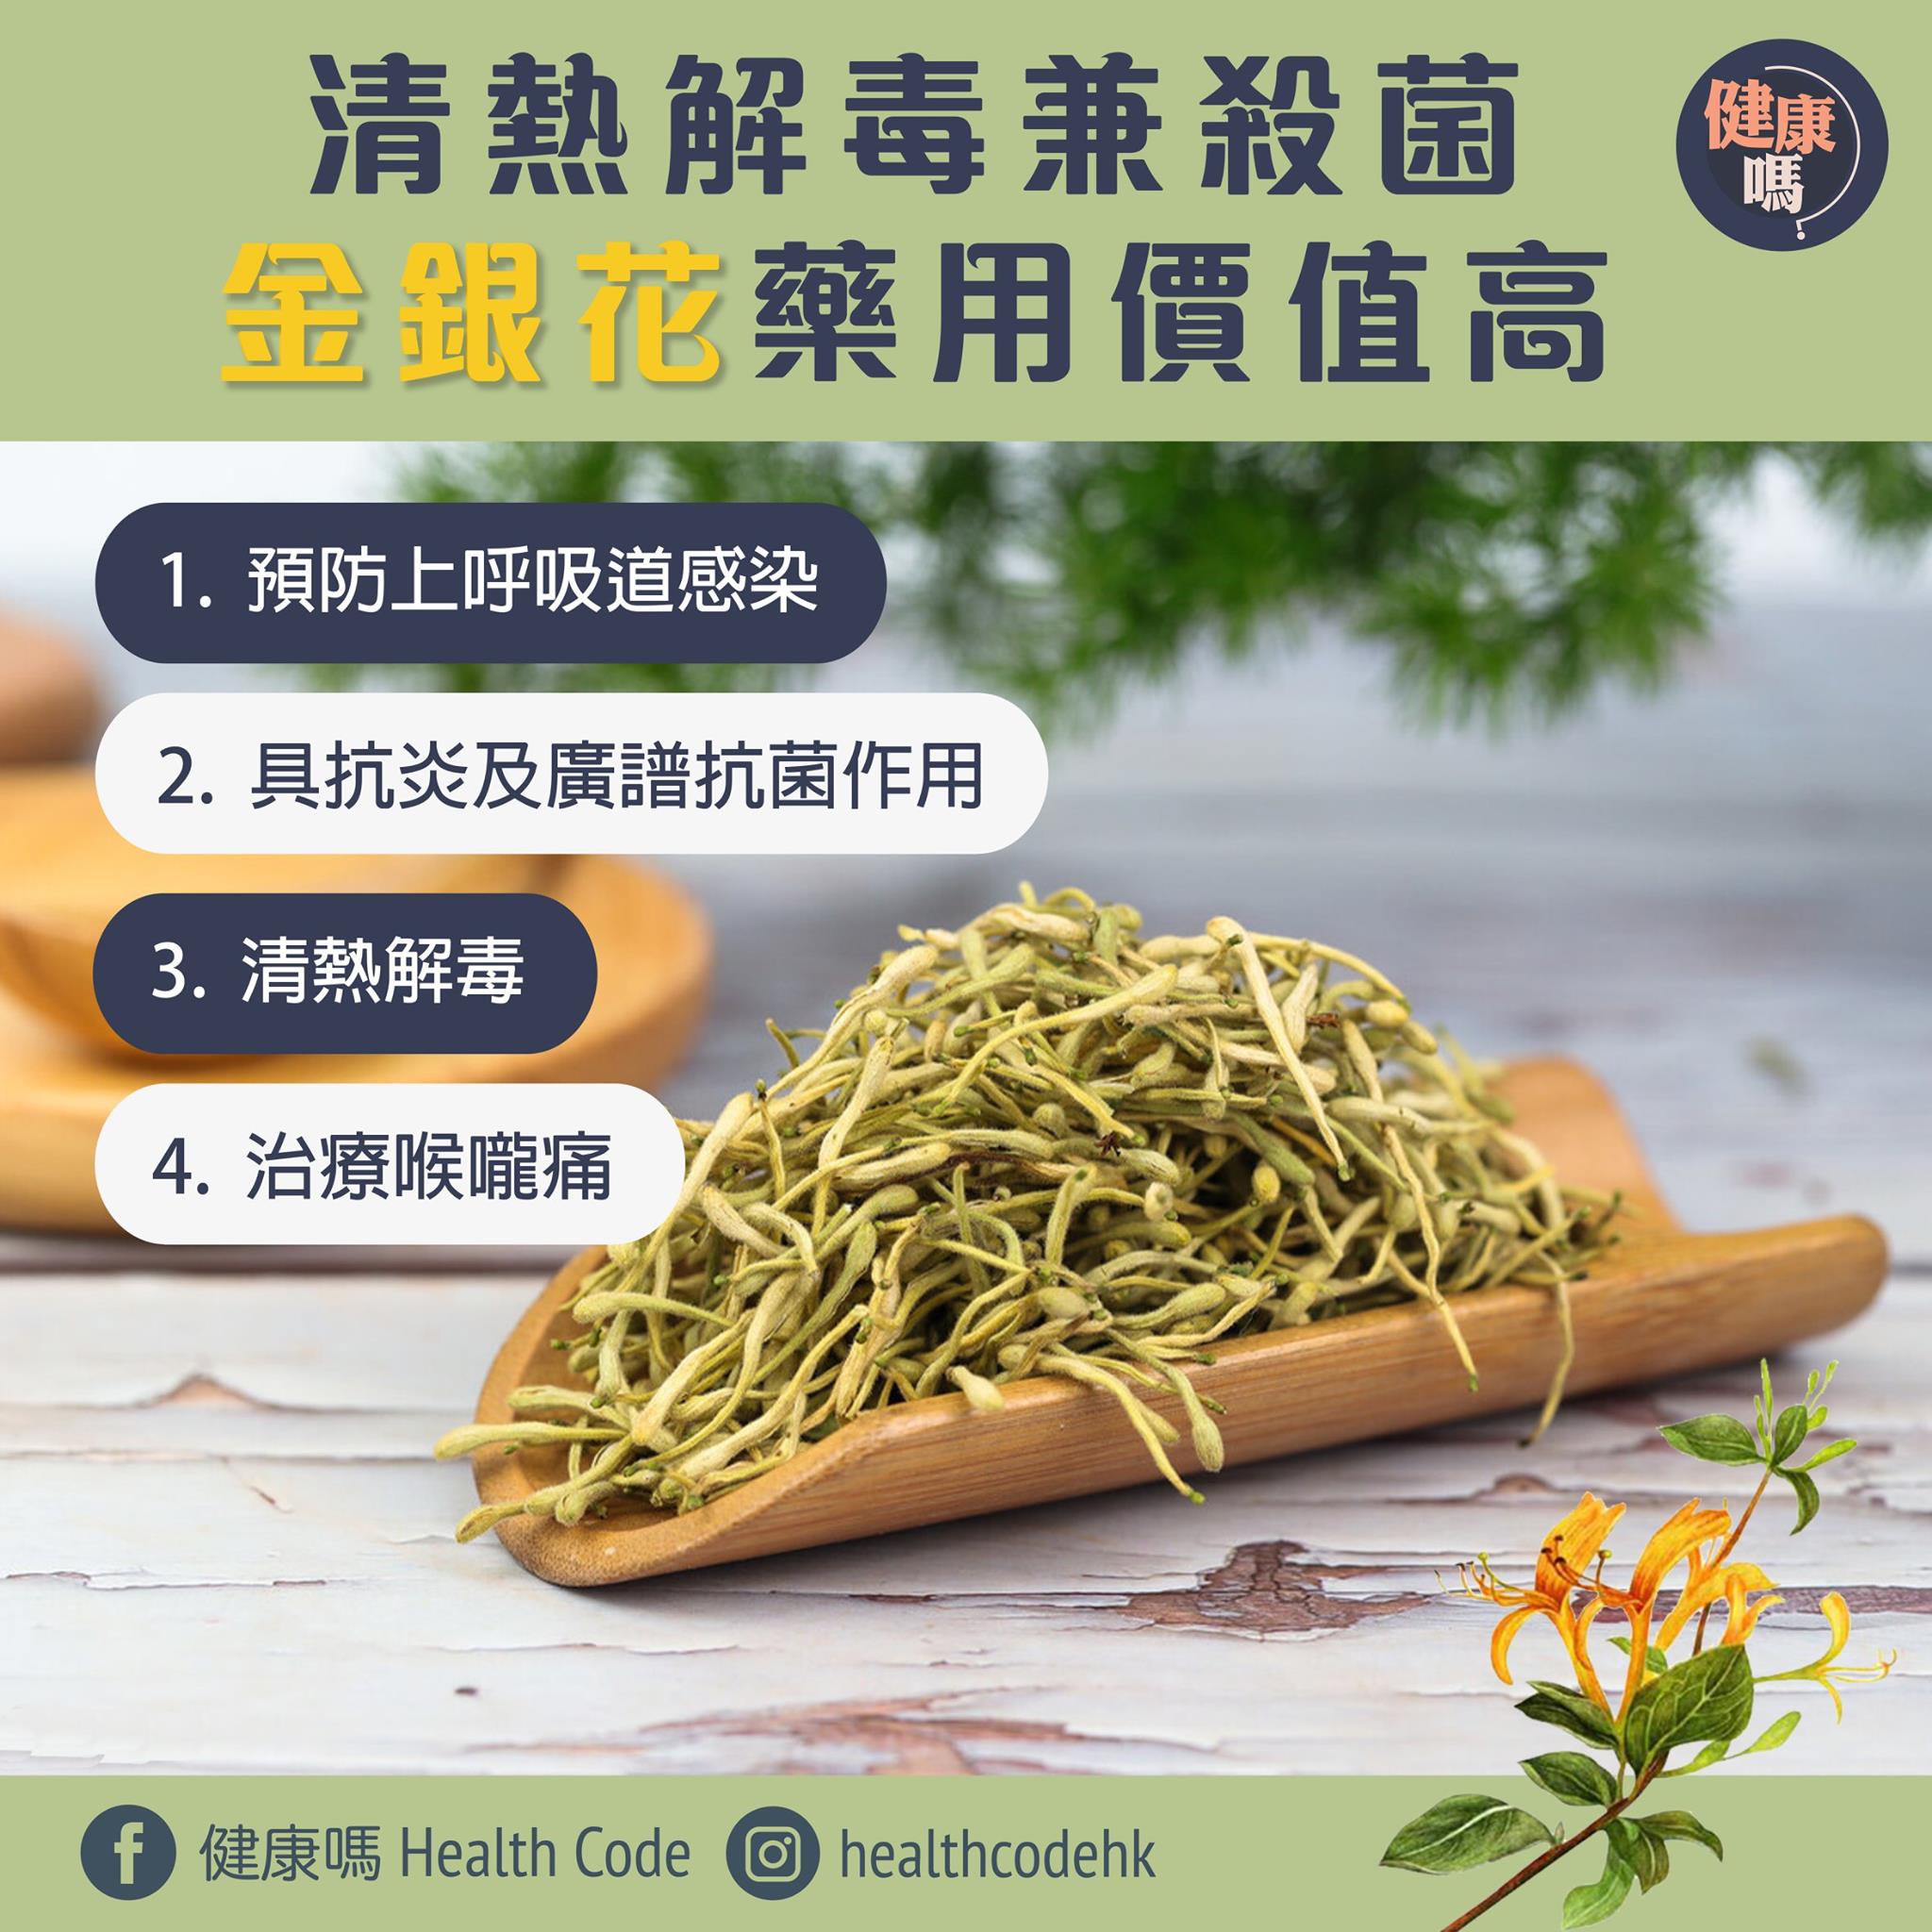 清熱解毒兼殺菌
金銀花藥用價值高
健康
嗎?
1. 預防上呼吸道感染
2. 具抗炎及廣譜抗菌作用
3. 清熱解毒
4. 治療喉嚨痛
健康嗎 Health Code healthcodehk